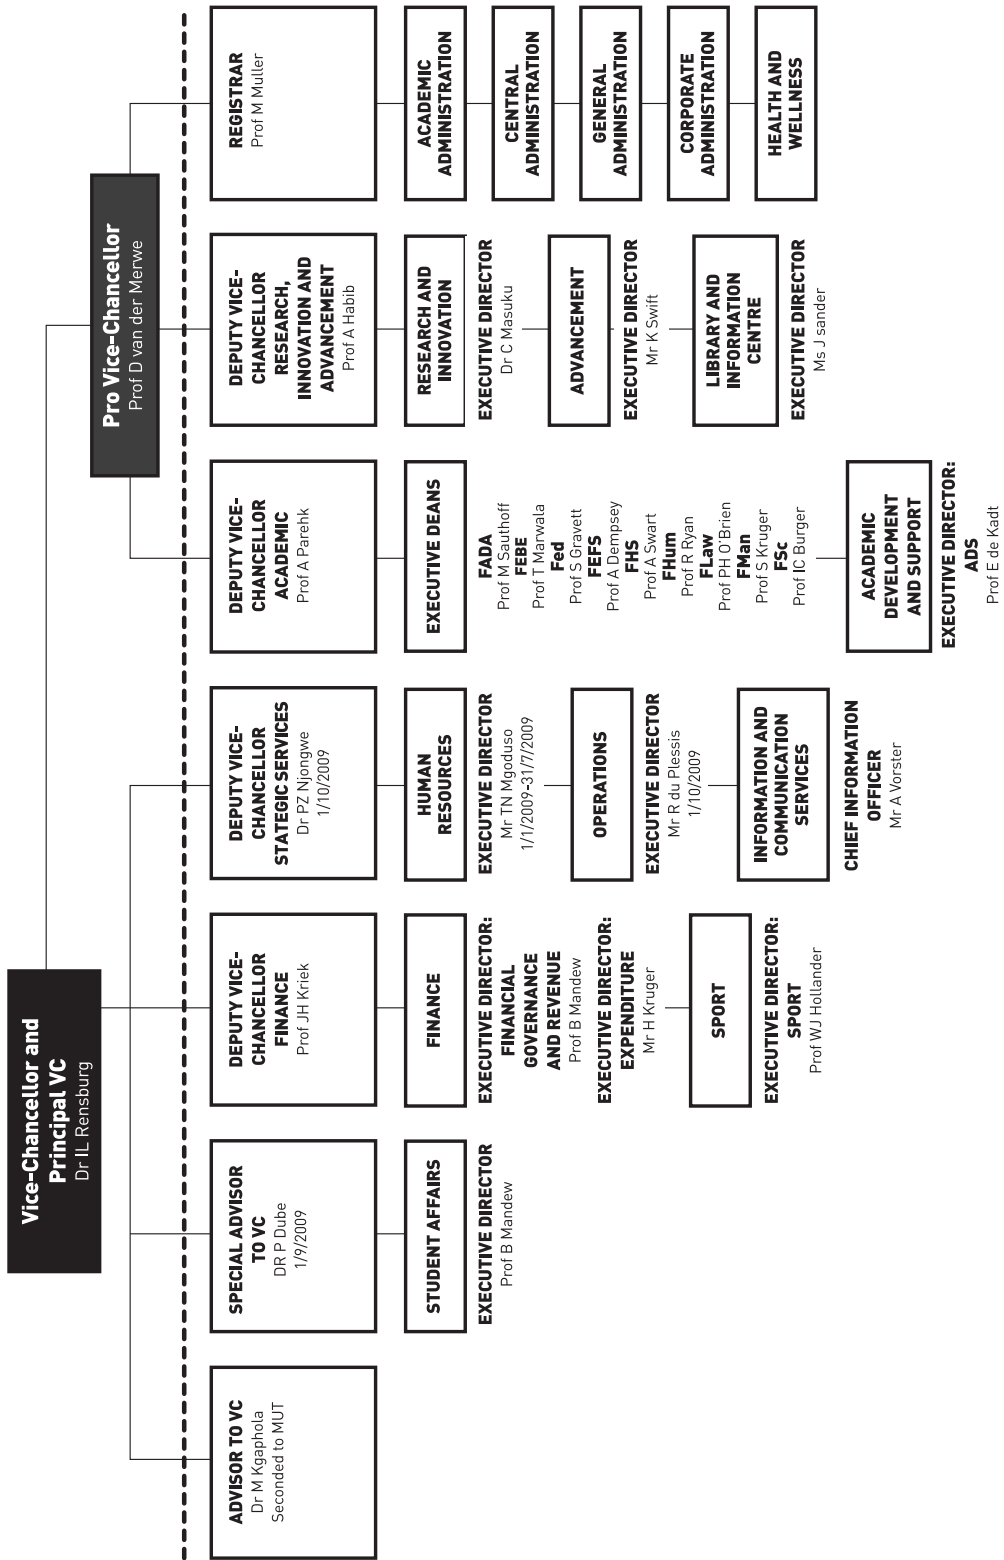 Vice-Chancellor and
Principal VC
Dr IL Rensburg
Pro Vice-Chancellor
Prof D van der Merwe
ADVISOR TO VC
Dr M Kgaphola
Seconded to MUT
SPECIAL ADVISOR
TO VC
DR P Dube
1/9/2009
STUDENT AFFAIRS
EXECUTIVE DIRECTOR
Prof B Mandew
DEPUTY VICE-
CHANCELLOR
FINANCE
Prof JH Kriek
FINANCE
EXECUTIVE DIRECTOR:
FINANCIAL
GOVERNANCE
AND REVENUE
Prof B Mandew
EXECUTIVE DIRECTOR:
EXPENDITURE
Mr H Kruger
SPORT
EXECUTIVE DIRECTOR:
SPORT
Prof WJ Hollander
DEPUTY VICE-
CHANCELLOR
STATEGIC SERVICES
Dr PZ Njongwe
1/10/2009
HUMAN
RESOURCES
EXECUTIVE DIRECTOR
Mr TN Mgoduso
1/1/2009-31/7/2009
OPERATIONS
EXECUTIVE DIRECTOR
Mr R du Plessis
1/10/2009
INFORMATION AND
COMMUNICATION
SERVICES
CHIEF INFORMATION
OFFICER
Mr A Vorster
DEPUTY VICE-
CHANCELLOR
ACADEMIC
Prof A Parehk
EXECUTIVE DEANS
FADA
Prof M Sauthoff
FEBE
Prof T Marwala
Fed
Prof S Gravett
FEFS
Prof A Dempsey
FHS
Prof A Swart
FHum
Prof R Ryan
FLaw
Prof PH O'Brien
FMan
Prof S Kruger
FSc
Prof IC Burger
ACADEMIC
DEVELOPMENT
AND SUPPORT
EXECUTIVE DIRECTOR:
ADS
Prof E de Kadt
DEPUTY VICE-
CHANCELLOR
RESEARCH,
INNOVATION AND
ADVANCEMENT
Prof A Habib
RESEARCH AND
INNOVATION
EXECUTIVE DIRECTOR
Dr C Masuku
ADVANCEMENT
EXECUTIVE DIRECTOR
Mr K Swift
LIBRARY AND
INFORMATION
CENTRE
EXECUTIVE DIRECTOR
Ms J sander
REGISTRAR
Prof M Muller
ACADEMIC
ADMINISTRATION
CENTRAL
ADMINISTRATION
GENERAL
ADMINISTRATION
CORPORATE
ADMINISTRATION
HEALTH AND
WELLNESS